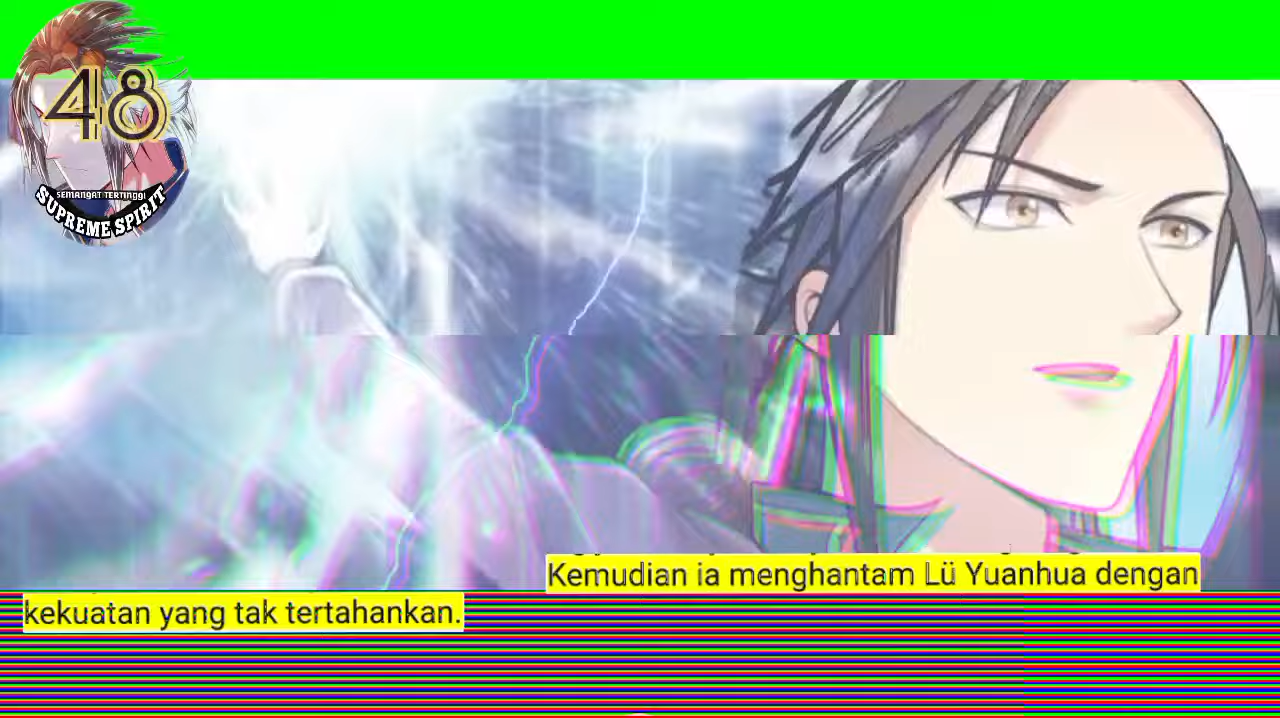 48
SEMANGAT TERTINGGI
SUPREME SPIRIT
Kemudian ia menghantam Lü Yuanhua dengan
kekuatan yang tak tertahankan.